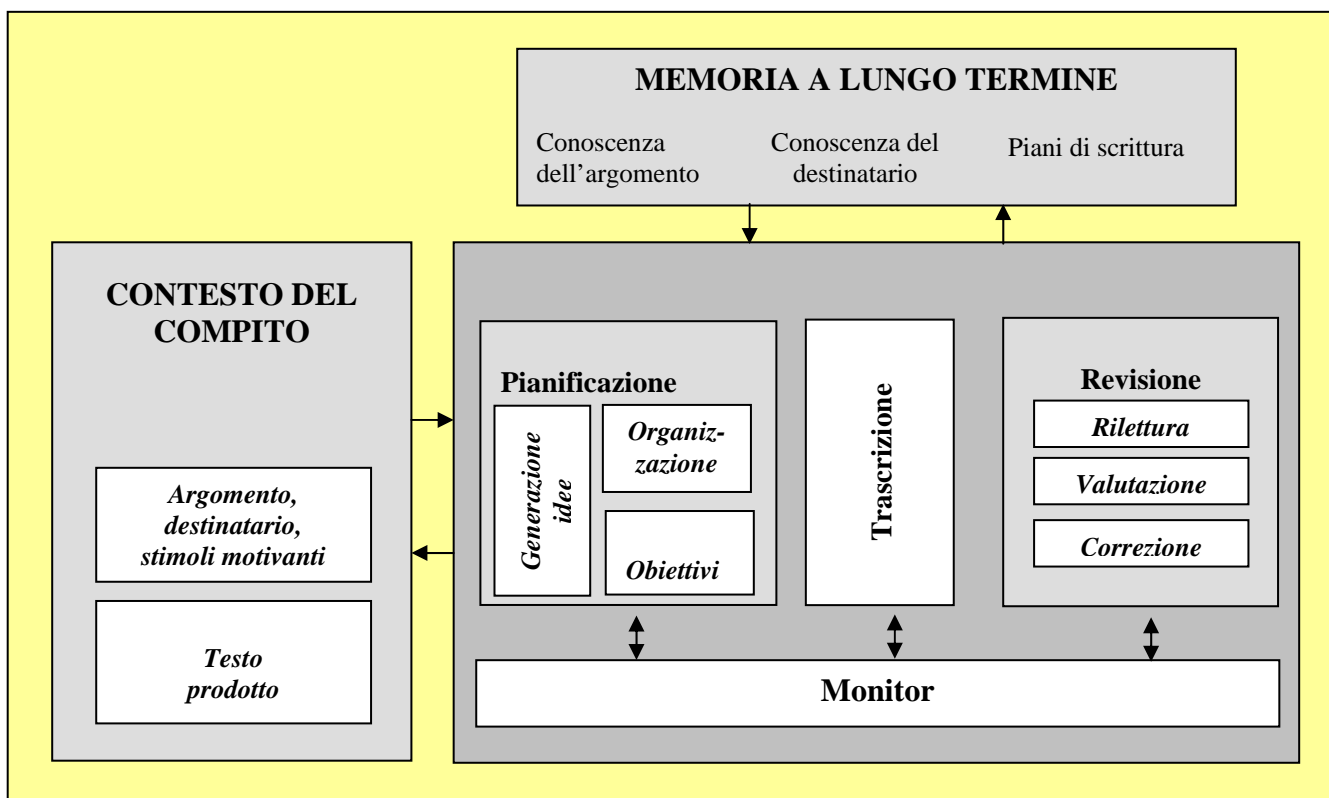 MEMORIA A LUNGO TERMINE
Conoscenza
dell’argomento
Conoscenza del
destinatario
Piani di scrittura
CONTESTO DEL
COMPITO
Argomento,
destinatario,
stimoli motivanti
Testo
prodotto
Pianificazione
Generazione
idee
Organiz-
zazione
Obiettivi
Trascrizione
Revisione
Rilettura
Valutazione
Correzione
Monitor